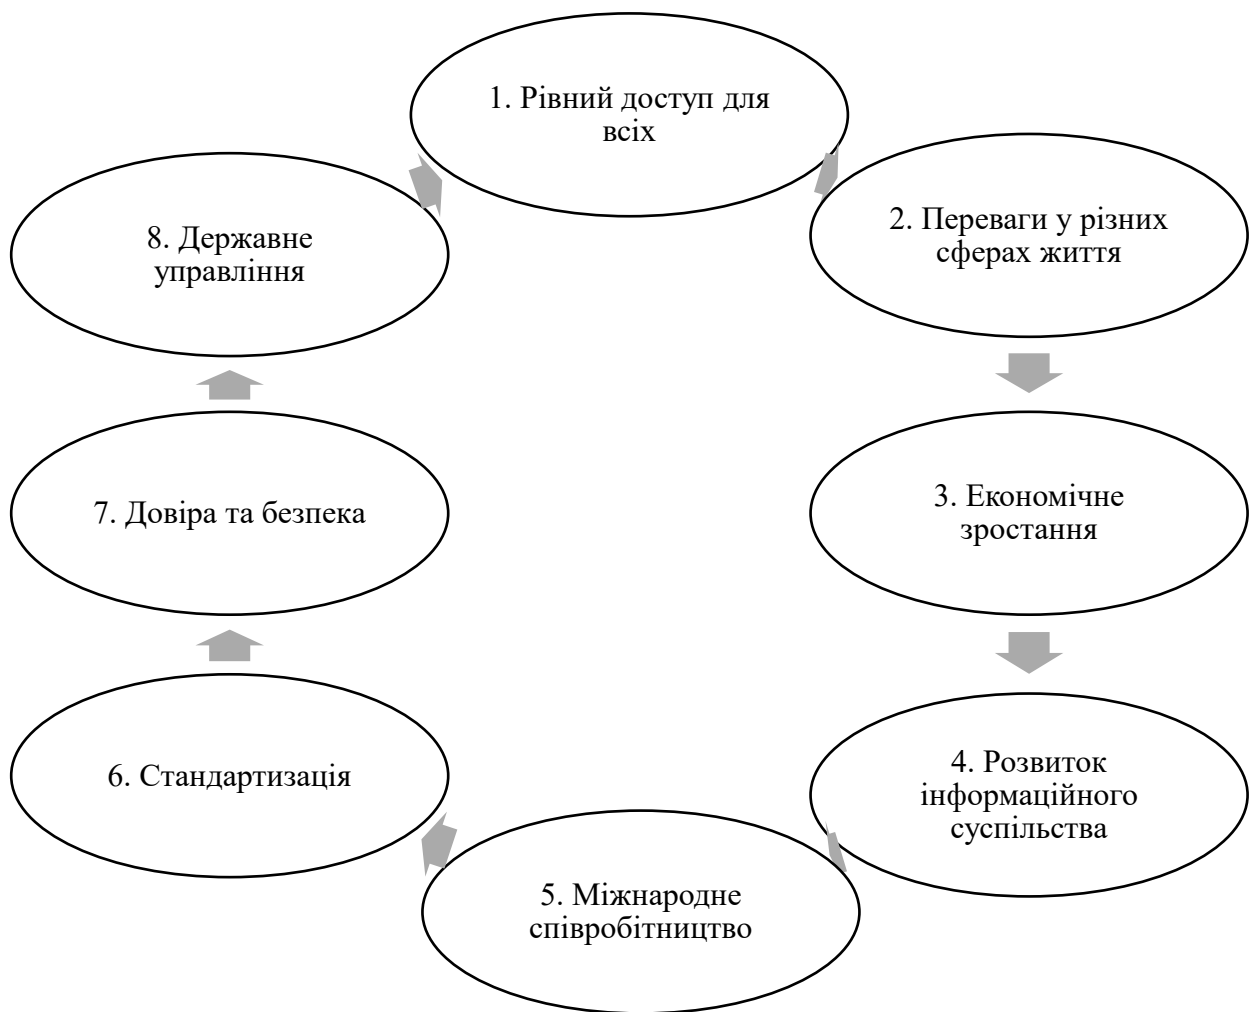 1. Рівний доступ для
всіх
2. Переваги у різних
сферах життя
3. Економічне
зростання
4. Розвиток
інформаційного
суспільства
5. Міжнародне
співробітництво
6. Стандартизація
7. Довіра та безпека
8. Державне
управління